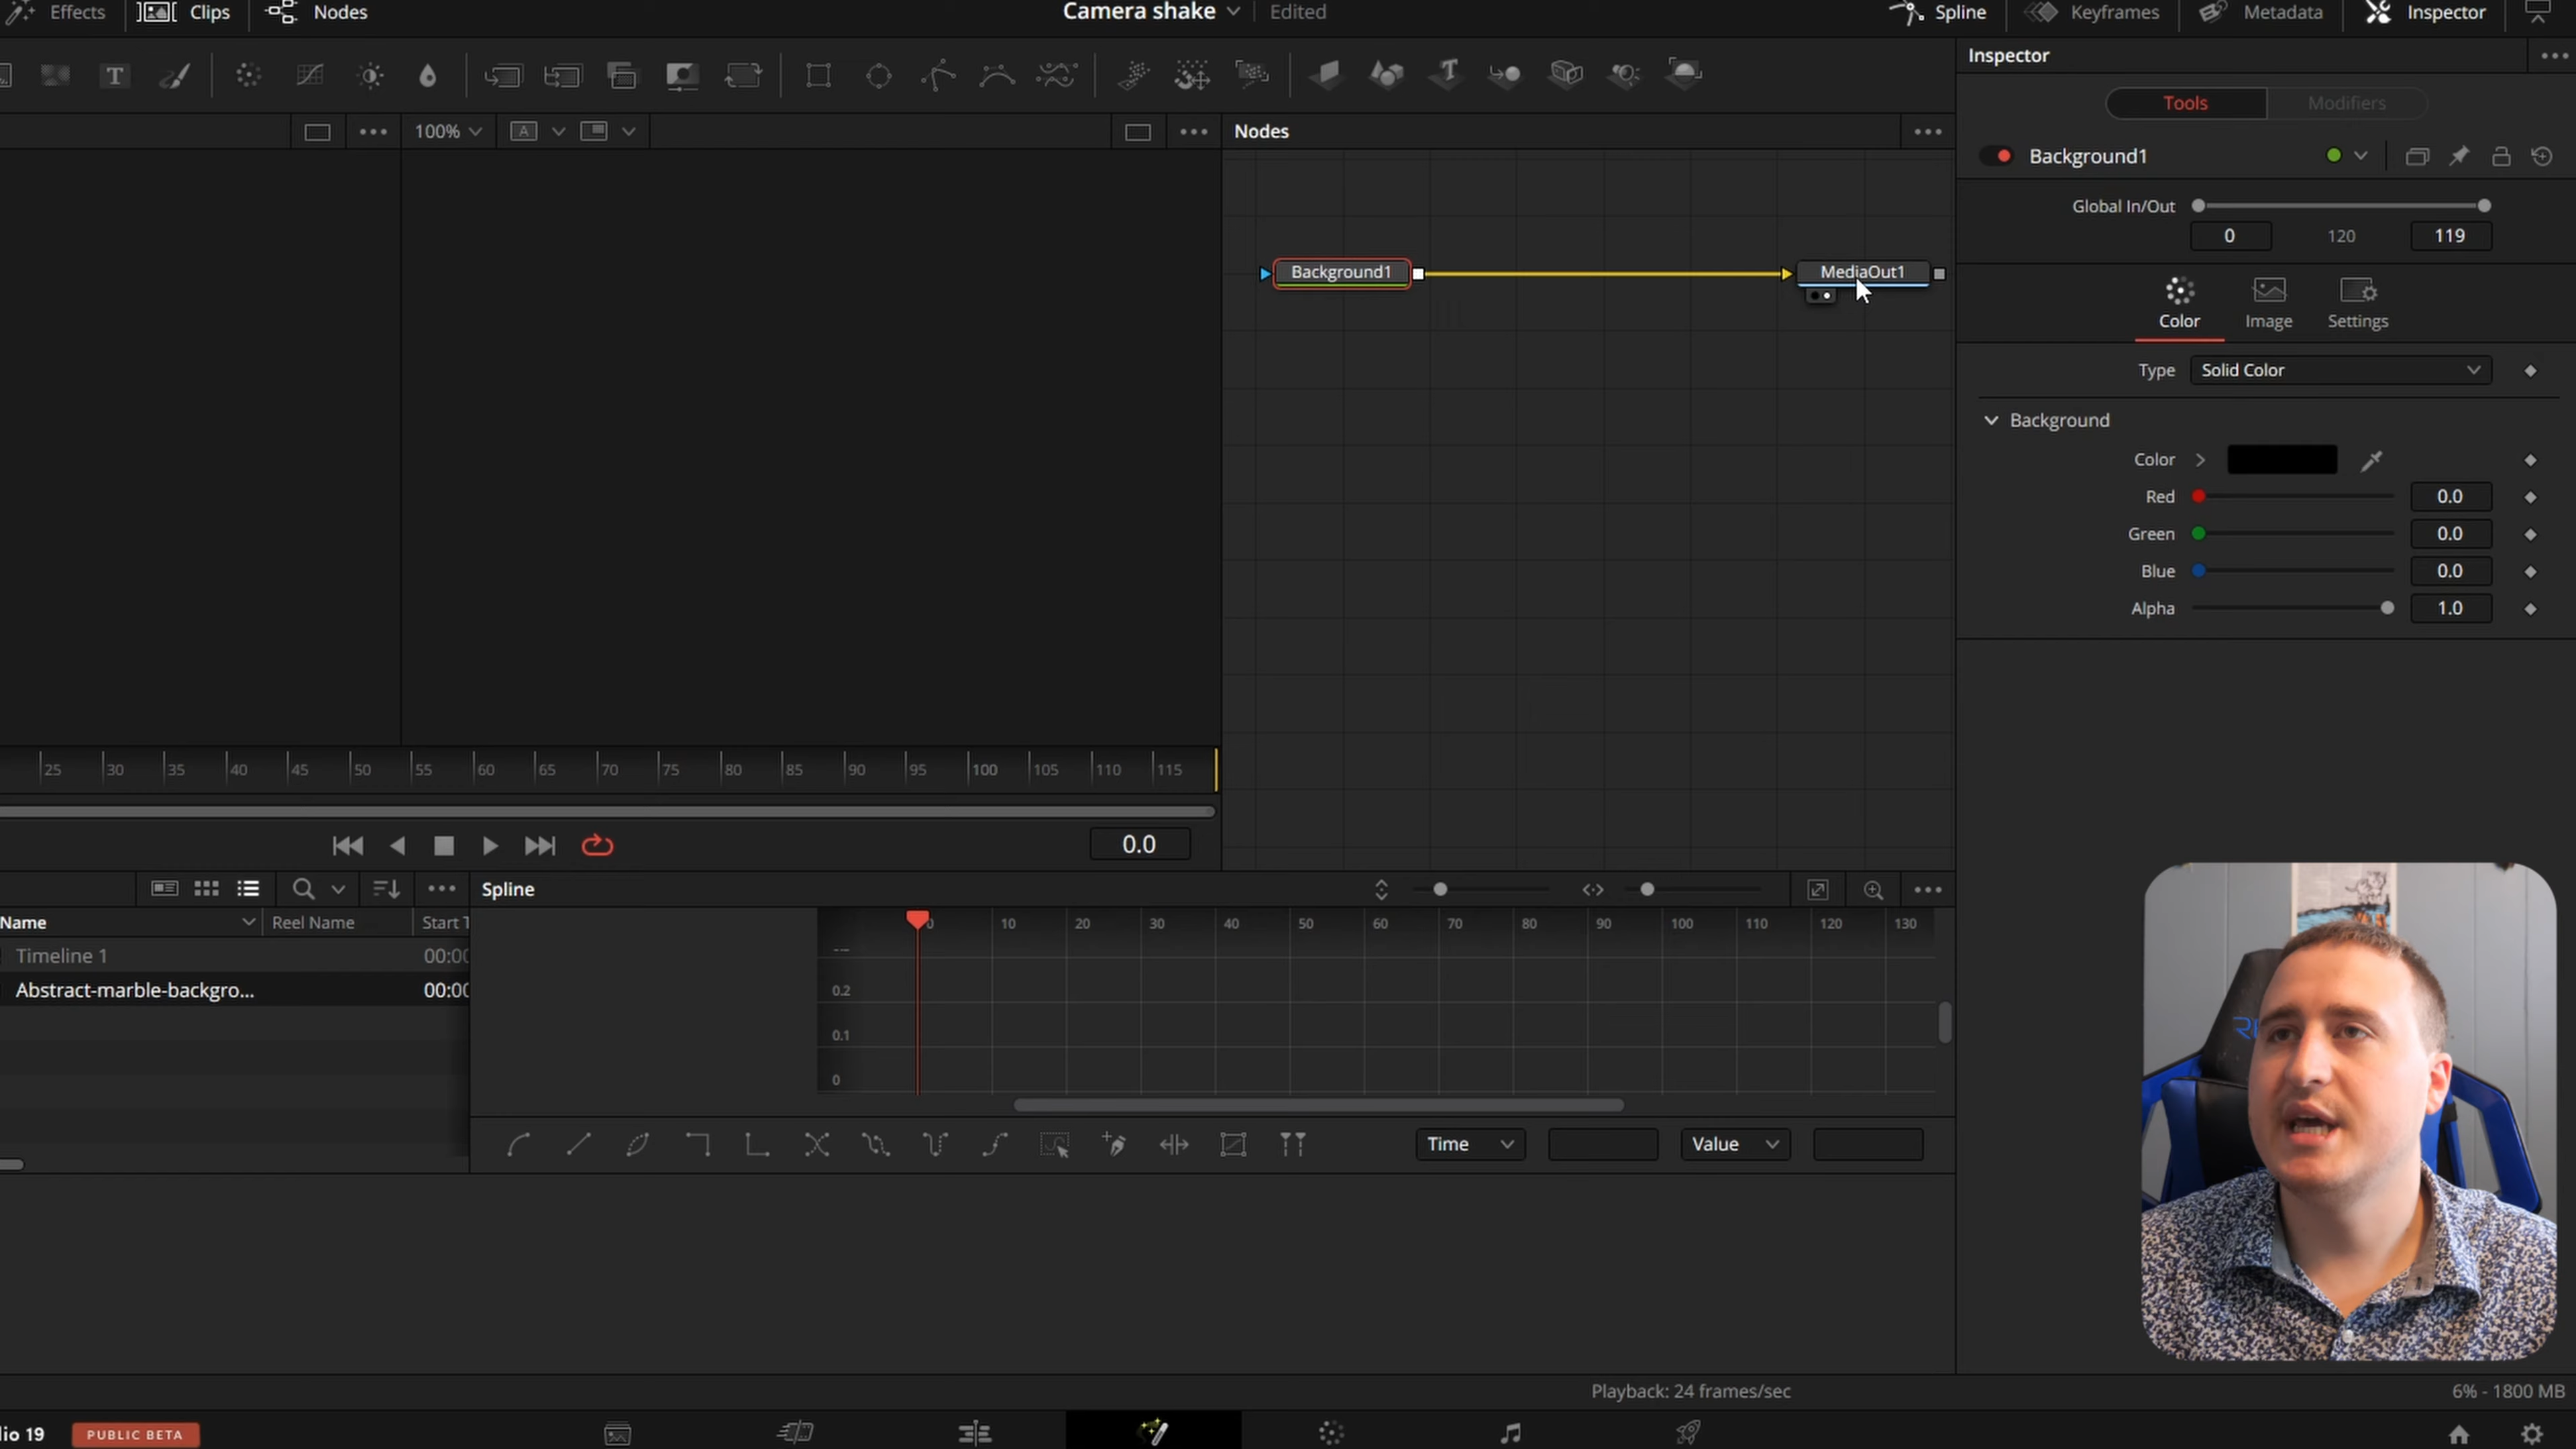 Effects Clips Nodes Camera shake Edited Spline Keyframes Metadata Inspector
Inspector
T T
Tools Modifiers
100% A Nodes
Background1
Global In/Out
0 120 119
Background1 MediaOut1
Color Image Settings
Type Solid Color
Background
Color
Red 0.0
Green 0.0
Blue 0.0
Alpha 1.0
25 30 35 40 45 50 55 60 65 70 75 80 85 90 95 100 105 110 115
0.0
Spline
Name Reel Name Start T
0 10 20 30 40 50 60 70 80 90 100 110 120 130
Timeline 1 00:00
Abstract-marble-backgro... 00:00
0.2
0.1
0
Time Value
Playback: 24 frames/sec 6% - 1800 MB
dio 19 PUBLIC BETA